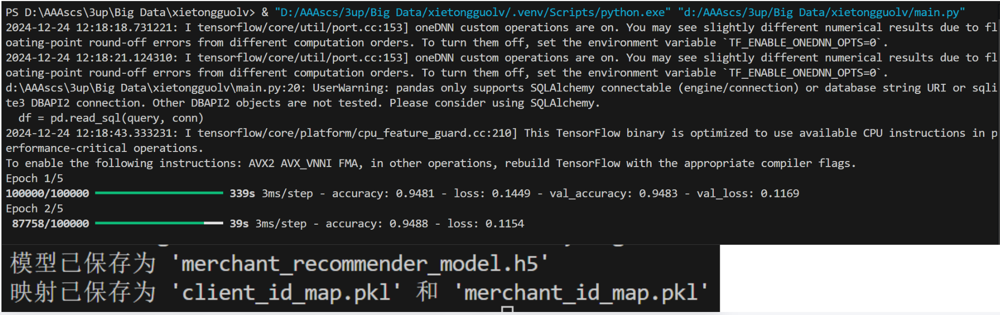 PS D:\AAAscs\3up\Big Data\xietongguolv> & "D:/AAAscs/3up/Big Data/xietongguolv/.venv/Scripts/python.exe" "d:/AAAscs/3up/Big Data/xietongguolv/main.py"
2024-12-24 12:18:18.731221: I tensorflow/core/util/port.cc:153] oneDNN custom operations are on. You may see slightly different numerical results due to fl
oating-point round-off errors from different computation orders. To turn them off, set the environment variable `TF_ENABLE_ONEDNN_OPTS=0`.
2024-12-24 12:18:21.124310: I tensorflow/core/util/port.cc:153] oneDNN custom operations are on. You may see slightly different numerical results due to fl
oating-point round-off errors from different computation orders. To turn them off, set the environment variable `TF_ENABLE_ONEDNN_OPTS=0`.
d:\AAAscs\3up\Big Data\xietongguolv\main.py:20: UserWarning: pandas only supports SQLAlchemy connectable (engine/connection) or database string URI or sqli
te3 DBAPI2 connection. Other DBAPI2 objects are not tested. Please consider using SQLAlchemy.
  df = pd.read_sql(query, conn)
2024-12-24 12:18:43.333231: I tensorflow/core/platform/cpu_feature_guard.cc:210] This TensorFlow binary is optimized to use available CPU instructions in p
erformance-critical operations.
To enable the following instructions: AVX2 AVX_VNNI FMA, in other operations, rebuild TensorFlow with the appropriate compiler flags.
Epoch 1/5
100000/100000 339s 3ms/step - accuracy: 0.9481 - loss: 0.1449 - val_accuracy: 0.9483 - val_loss: 0.1169
Epoch 2/5
 87758/100000 39s 3ms/step - accuracy: 0.9488 - loss: 0.1154
模型已保存为 'merchant_recommender_model.h5'
映射已保存为 'client_id_map.pkl' 和 'merchant_id_map.pkl'